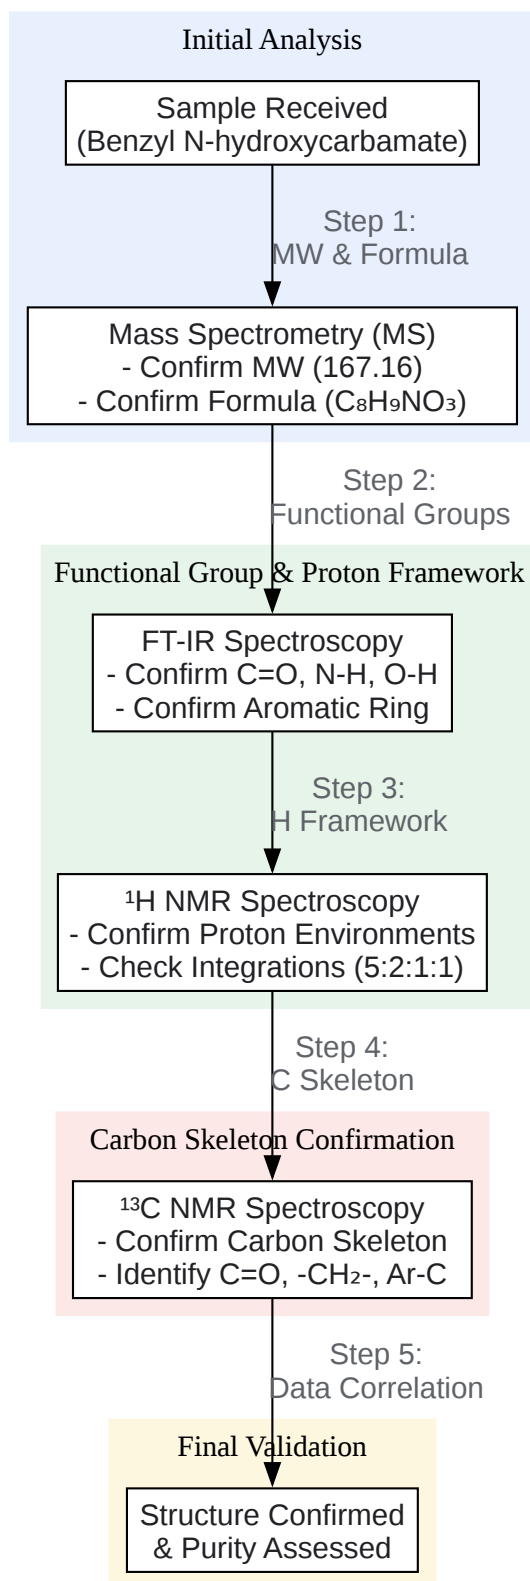 Initial Analysis
Sample Received
(Benzyl N-hydroxycarbamate)
Step 1:
MW & Formula
Mass Spectrometry (MS)
- Confirm MW (167.16)
- Confirm Formula (C₈H₉NO₃)
Step 2:
Functional Groups
Functional Group & Proton Framework
FT-IR Spectroscopy
- Confirm C=O, N-H, O-H
- Confirm Aromatic Ring
Step 3:
H Framework
¹H NMR Spectroscopy
- Confirm Proton Environments
- Check Integrations (5:2:1:1)
Step 4:
C Skeleton
Carbon Skeleton Confirmation
¹³C NMR Spectroscopy
- Confirm Carbon Skeleton
- Identify C=O, -CH₂-, Ar-C
Step 5:
Data Correlation
Final Validation
Structure Confirmed
& Purity Assessed